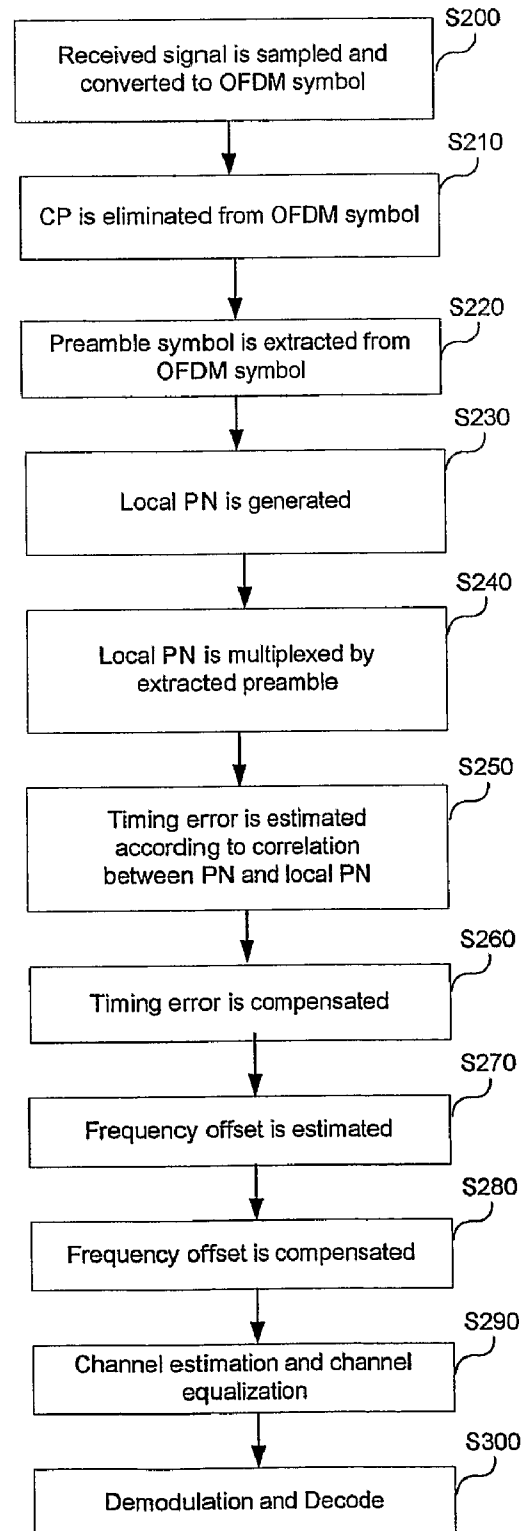 S200
Received signal is sampled and
converted to OFDM symbol
S210
CP is eliminated from OFDM symbol
S220
Preamble symbol is extracted from
OFDM symbol
S230
Local PN is generated
S240
Local PN is multiplexed by
extracted preamble
S250
Timing error is estimated
according to correlation
between PN and local PN
S260
Timing error is compensated
S270
Frequency offset is estimated
S280
Frequency offset is compensated
S290
Channel estimation and channel
equalization
S300
Demodulation and Decode